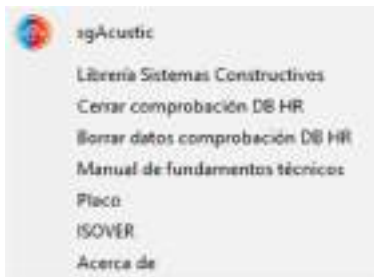 sgAcustic
Librería Sistemas Constructivos
Cerrar comprobación DB HR
Borrar datos comprobación DB HR
Manual de fundamentos técnicos
Placo
ISOVER
Acerca de